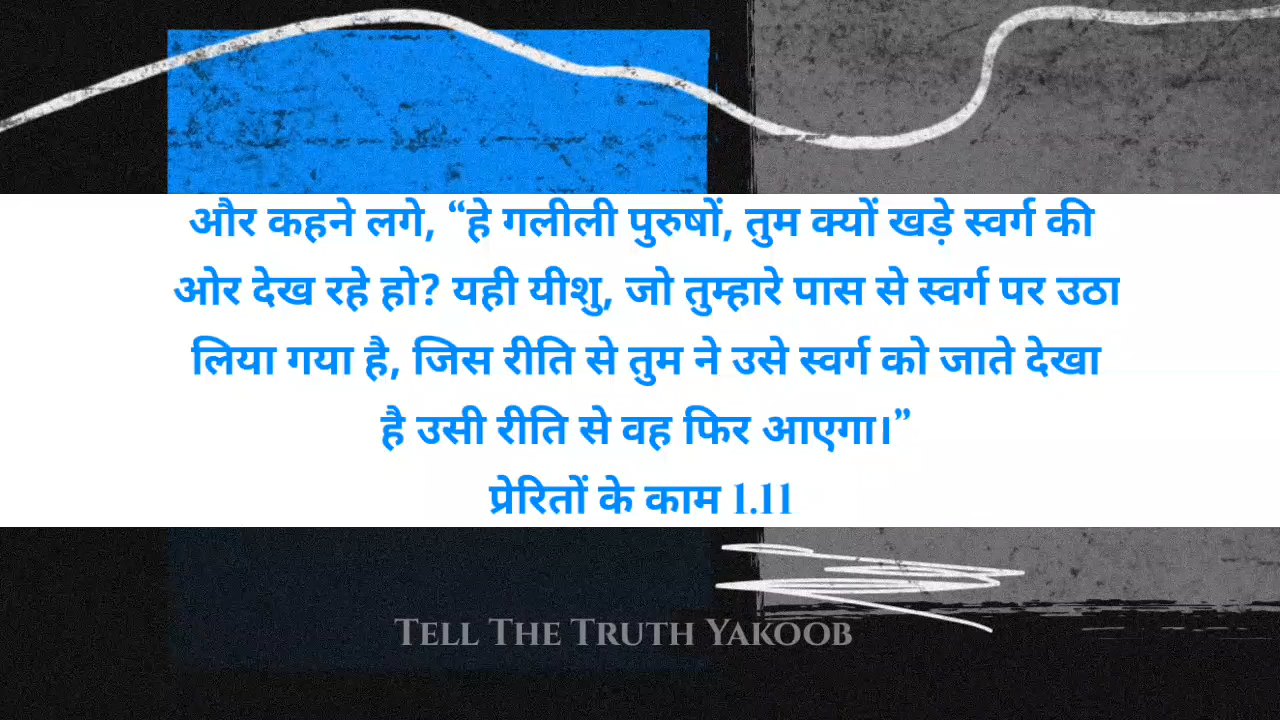 और कहने लगे, “हे गलीली पुरुषों, तुम क्यों खड़े स्वर्ग की
ओर देख रहे हो? यही यीशु, जो तुम्हारे पास से स्वर्ग पर उठा
लिया गया है, जिस रीति से तुम ने उसे स्वर्ग को जाते देखा
है उसी रीति से वह फिर आएगा।”
प्रेरितों के काम 1.11
Tell The Truth Yakoob